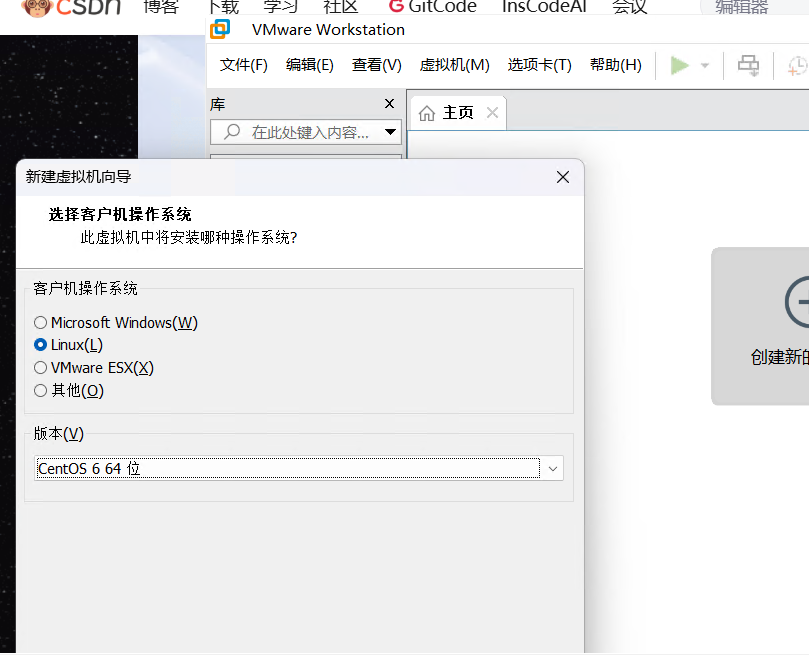 CSDN 博客 下载 学习 社区 GitCode InsCodeAI 会议 编辑器
VMware Workstation
文件(F) 编辑(E) 查看(V) 虚拟机(M) 选项卡(T) 帮助(H)
库
主页
在此处键入内容...
新建虚拟机向导
选择客户机操作系统
此虚拟机中将安装哪种操作系统?
客户机操作系统
Microsoft Windows(W)
Linux(L)
VMware ESX(X)
其他(O)
创建新的
版本(V)
CentOS 6 64 位